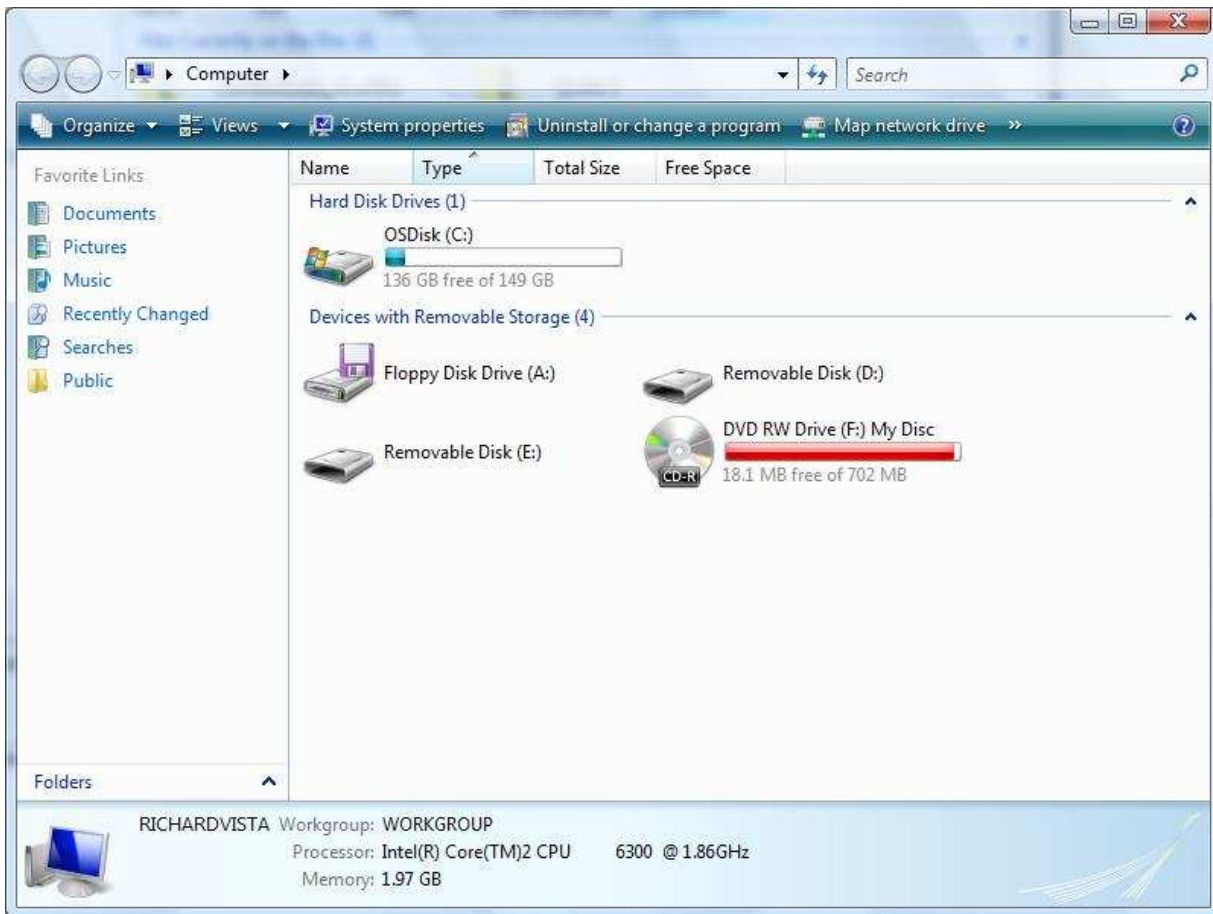 Computer
Search
Organize Views System properties Uninstall or change a program Map network drive »
Favorite Links
Documents
Pictures
Music
Recently Changed
Searches
Public
Folders
Name Type Total Size Free Space
Hard Disk Drives (1)
OSDisk (C:)
136 GB free of 149 GB
Devices with Removable Storage (4)
Floppy Disk Drive (A:)
Removable Disk (D:)
Removable Disk (E:)
DVD RW Drive (F:) My Disc
CD-R
18.1 MB free of 702 MB
RICHARDVISTA Workgroup: WORKGROUP
Processor: Intel(R) Core(TM)2 CPU 6300 @ 1.86GHz
Memory: 1.97 GB